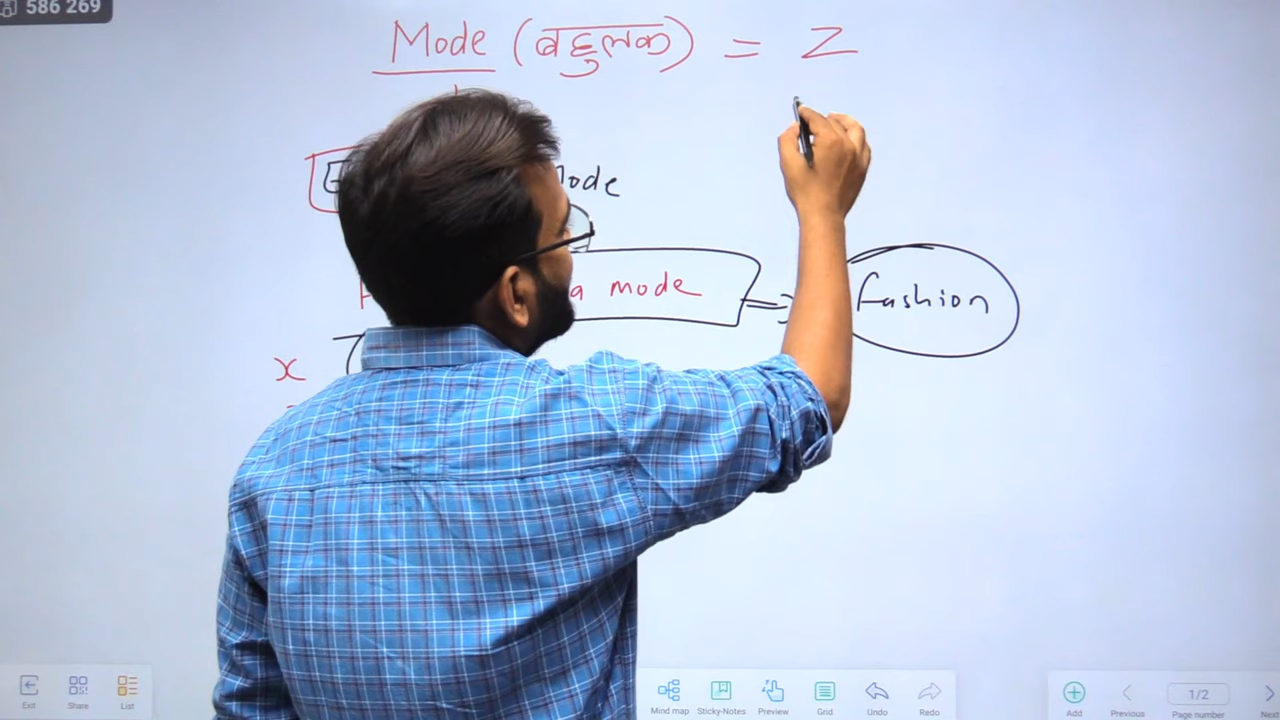 586 269
Mode (बहुलक) = Z
mode
a mode
fashion
x
Exit Share List
Mind map Sticky-Notes Preview Grid Undo Redo
Add Previous 1/2 Page number